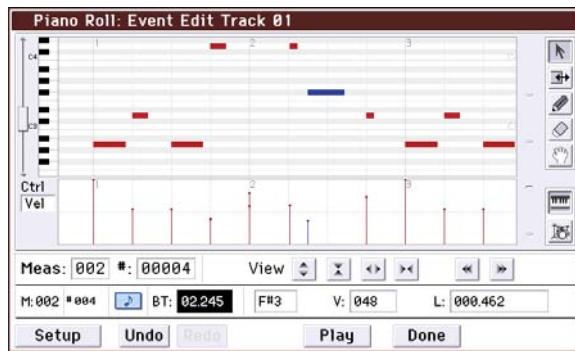 Piano Roll: Event Edit Track 01
1 2 3
C4
C3
Ctrl 1 2 3
Vel
Meas: 002 #: 00004 View
M: 002 #004 BT: 02.245 F#3 V: 048 L: 000.462
Setup Undo Redo Play Done